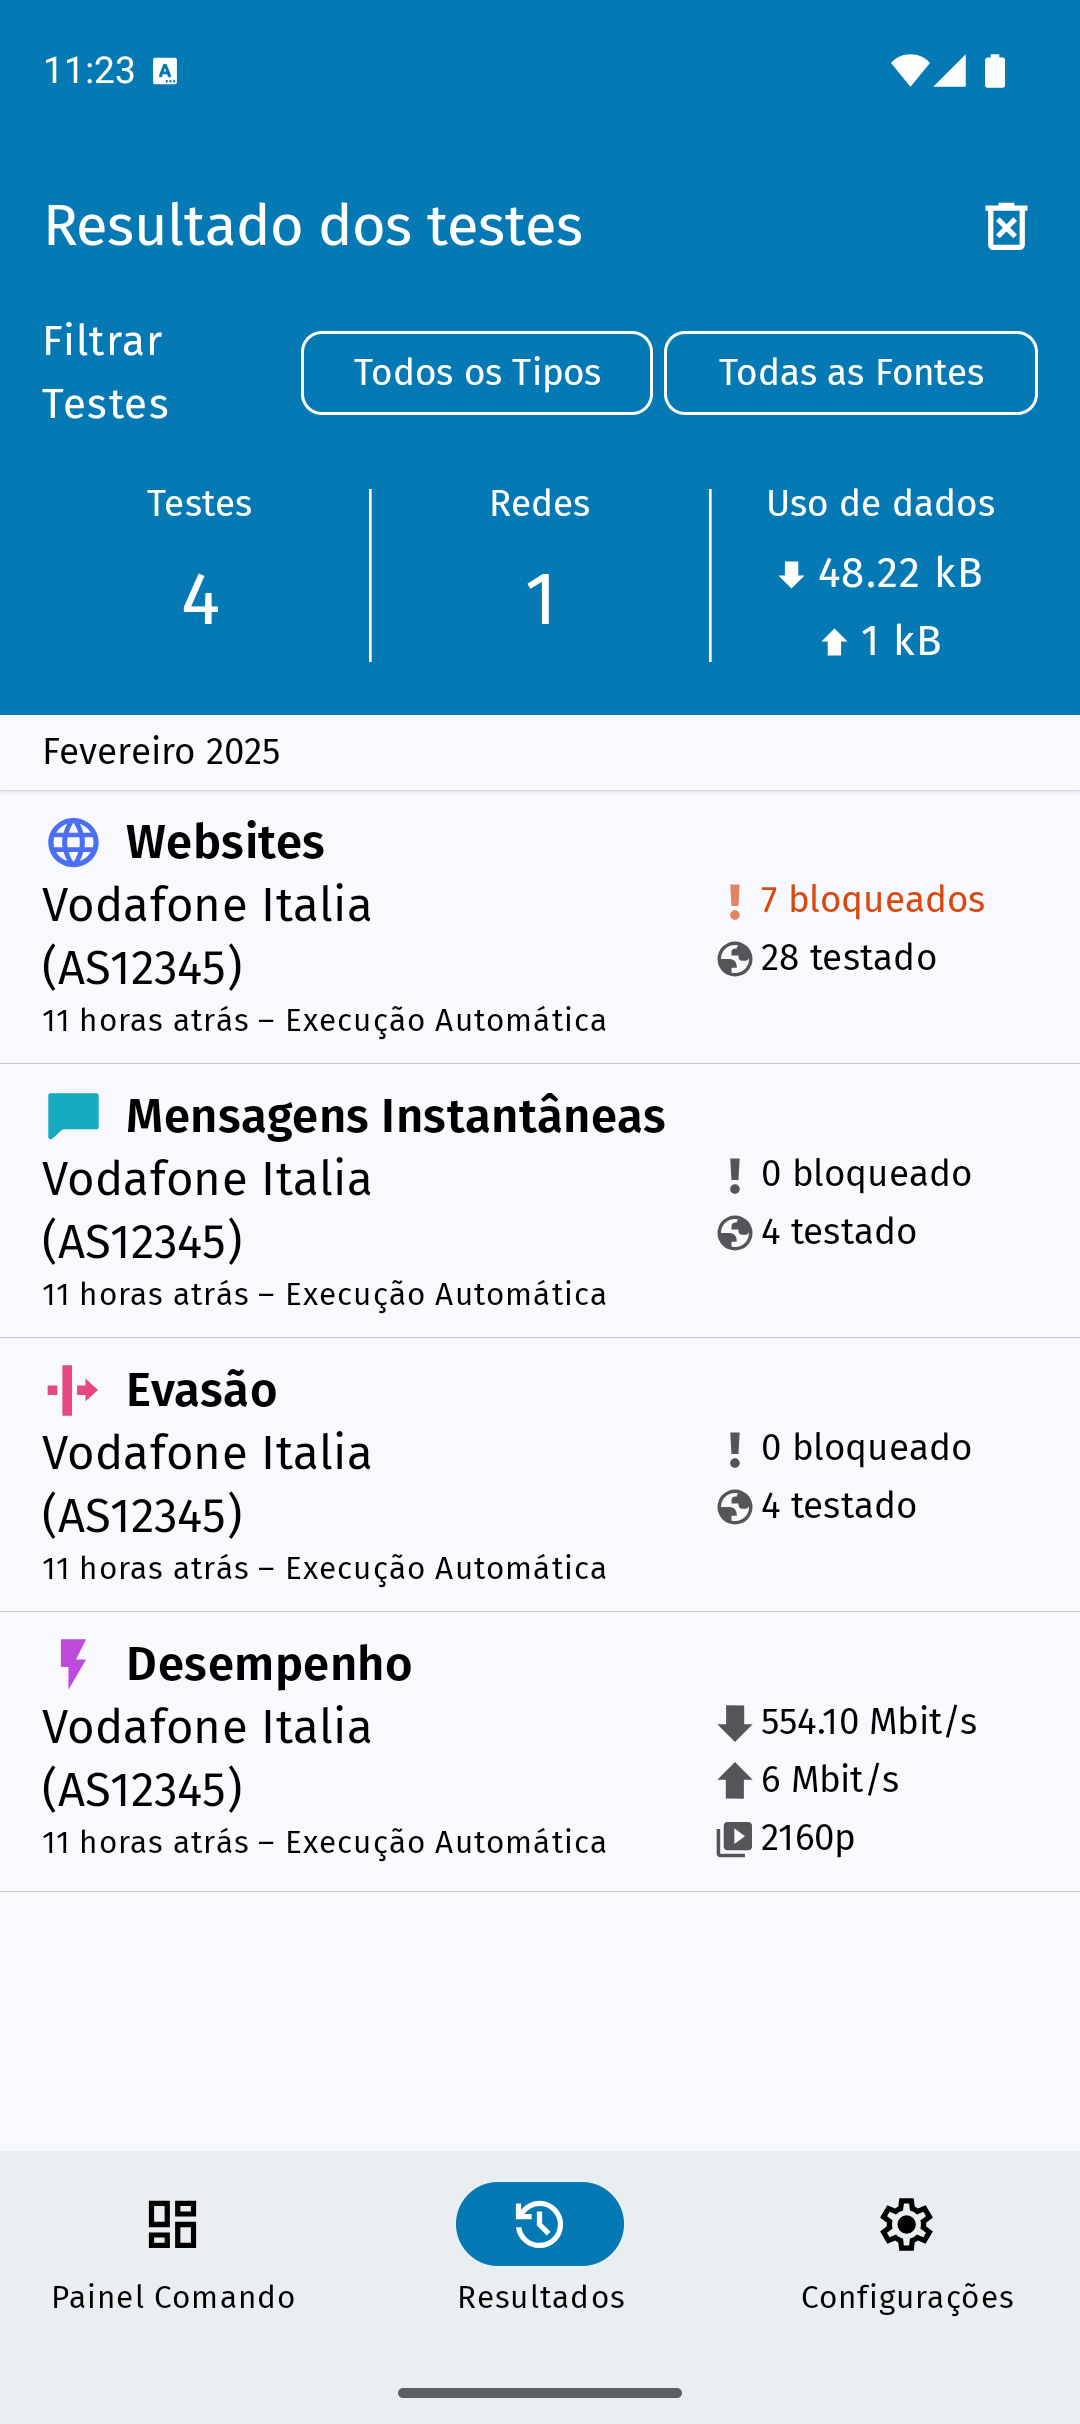 11:23
Resultado dos testes
Filtrar
Testes
Todos os Tipos
Todas as Fontes
Testes
4
Redes
1
Uso de dados
48.22 kB
1 kB
Fevereiro 2025
Websites
Vodafone Italia
(AS12345)
11 horas atrás – Execução Automática
7 bloqueados
28 testado
Mensagens Instantâneas
Vodafone Italia
(AS12345)
11 horas atrás – Execução Automática
0 bloqueado
4 testado
Evasão
Vodafone Italia
(AS12345)
11 horas atrás – Execução Automática
0 bloqueado
4 testado
Desempenho
Vodafone Italia
(AS12345)
11 horas atrás – Execução Automática
554.10 Mbit/s
6 Mbit/s
2160p
Painel Comando
Resultados
Configurações